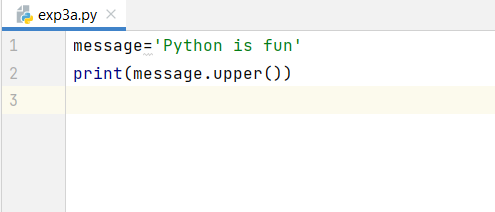 exp3a.py
1 message='Python is fun'
2 print(message.upper())
3